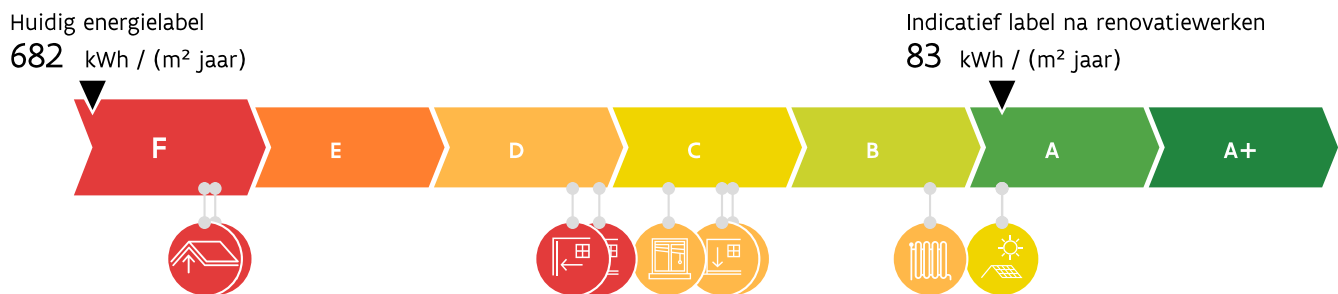 Huidig energielabel
682 kWh / (m² jaar)
Indicatief label na renovatiewerken
83 kWh / (m² jaar)
F E D C B A A+